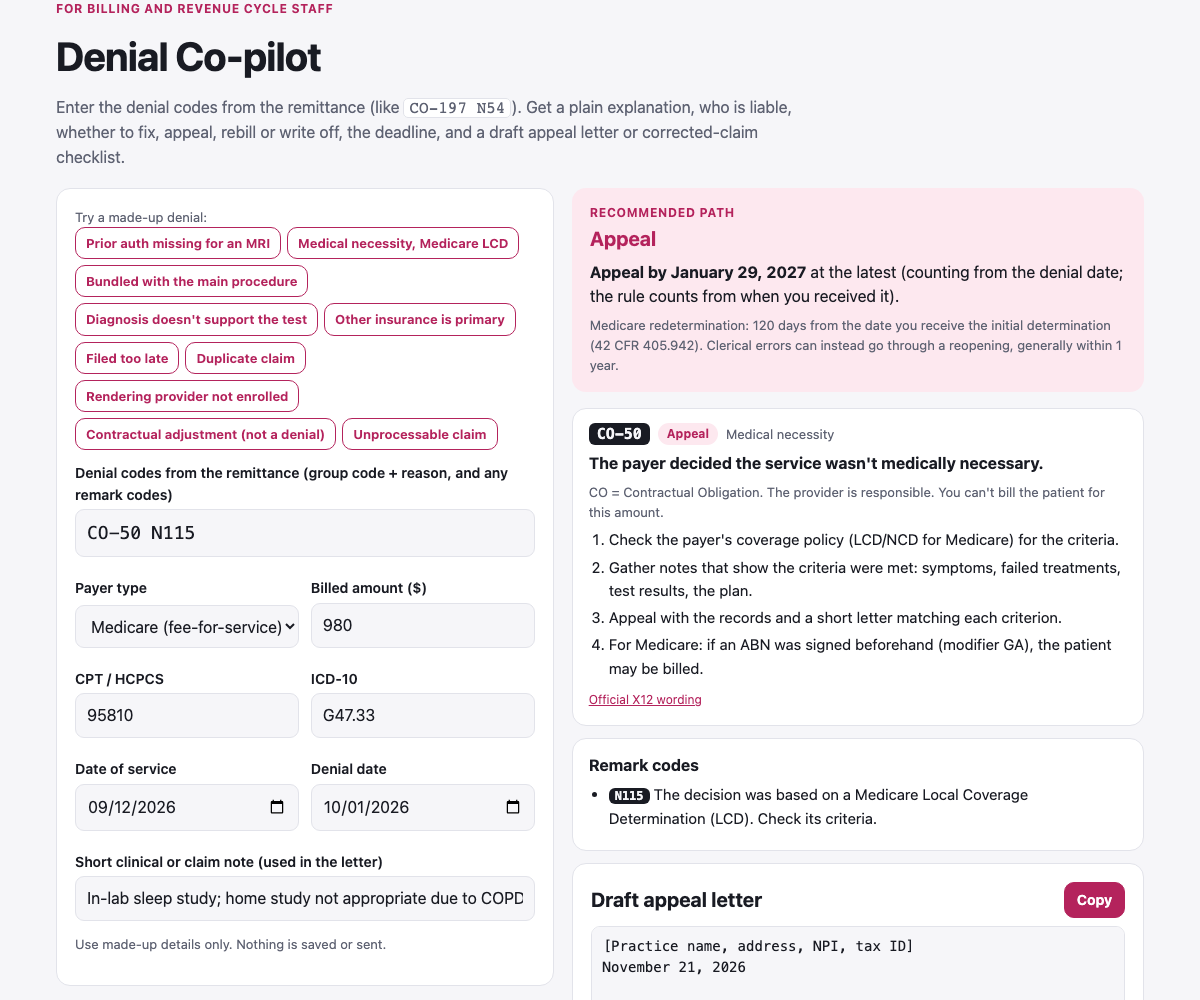 FOR BILLING AND REVENUE CYCLE STAFF
Denial Co-pilot
Enter the denial codes from the remittance (like CO-197 N54). Get a plain explanation, who is liable,
whether to fix, appeal, rebill or write off, the deadline, and a draft appeal letter or corrected-claim
checklist.
Try a made-up denial:
Prior auth missing for an MRI
Medical necessity, Medicare LCD
Bundled with the main procedure
Diagnosis doesn't support the test
Other insurance is primary
Filed too late
Duplicate claim
Rendering provider not enrolled
Contractual adjustment (not a denial)
Unprocessable claim
Denial codes from the remittance (group code + reason, and any
remark codes)
CO-50 N115
Payer type
Billed amount ($)
Medicare (fee-for-service)
980
CPT / HCPCS
ICD-10
95810
G47.33
Date of service
Denial date
09/12/2026
10/01/2026
Short clinical or claim note (used in the letter)
In-lab sleep study; home study not appropriate due to COPD
Use made-up details only. Nothing is saved or sent.
RECOMMENDED PATH
Appeal
Appeal by January 29, 2027 at the latest (counting from the denial date;
the rule counts from when you received it).
Medicare redetermination: 120 days from the date you receive the initial determination
(42 CFR 405.942). Clerical errors can instead go through a reopening, generally within 1
year.
CO-50 Appeal Medical necessity
The payer decided the service wasn't medically necessary.
CO = Contractual Obligation. The provider is responsible. You can't bill the patient for
this amount.
1. Check the payer's coverage policy (LCD/NCD for Medicare) for the criteria.
2. Gather notes that show the criteria were met: symptoms, failed treatments,
test results, the plan.
3. Appeal with the records and a short letter matching each criterion.
4. For Medicare: if an ABN was signed beforehand (modifier GA), the patient
may be billed.
Official X12 wording
Remark codes
• N115 The decision was based on a Medicare Local Coverage
Determination (LCD). Check its criteria.
Draft appeal letter
Copy
[Practice name, address, NPI, tax ID]
November 21, 2026